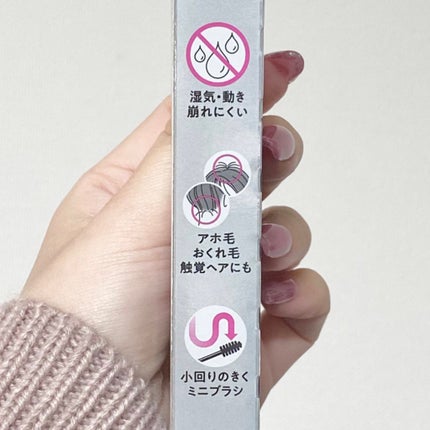 湿気・動き
崩れにくい
アホ毛
おくれ毛
触覚ヘアにも
小回りのきく
ミニブラシ